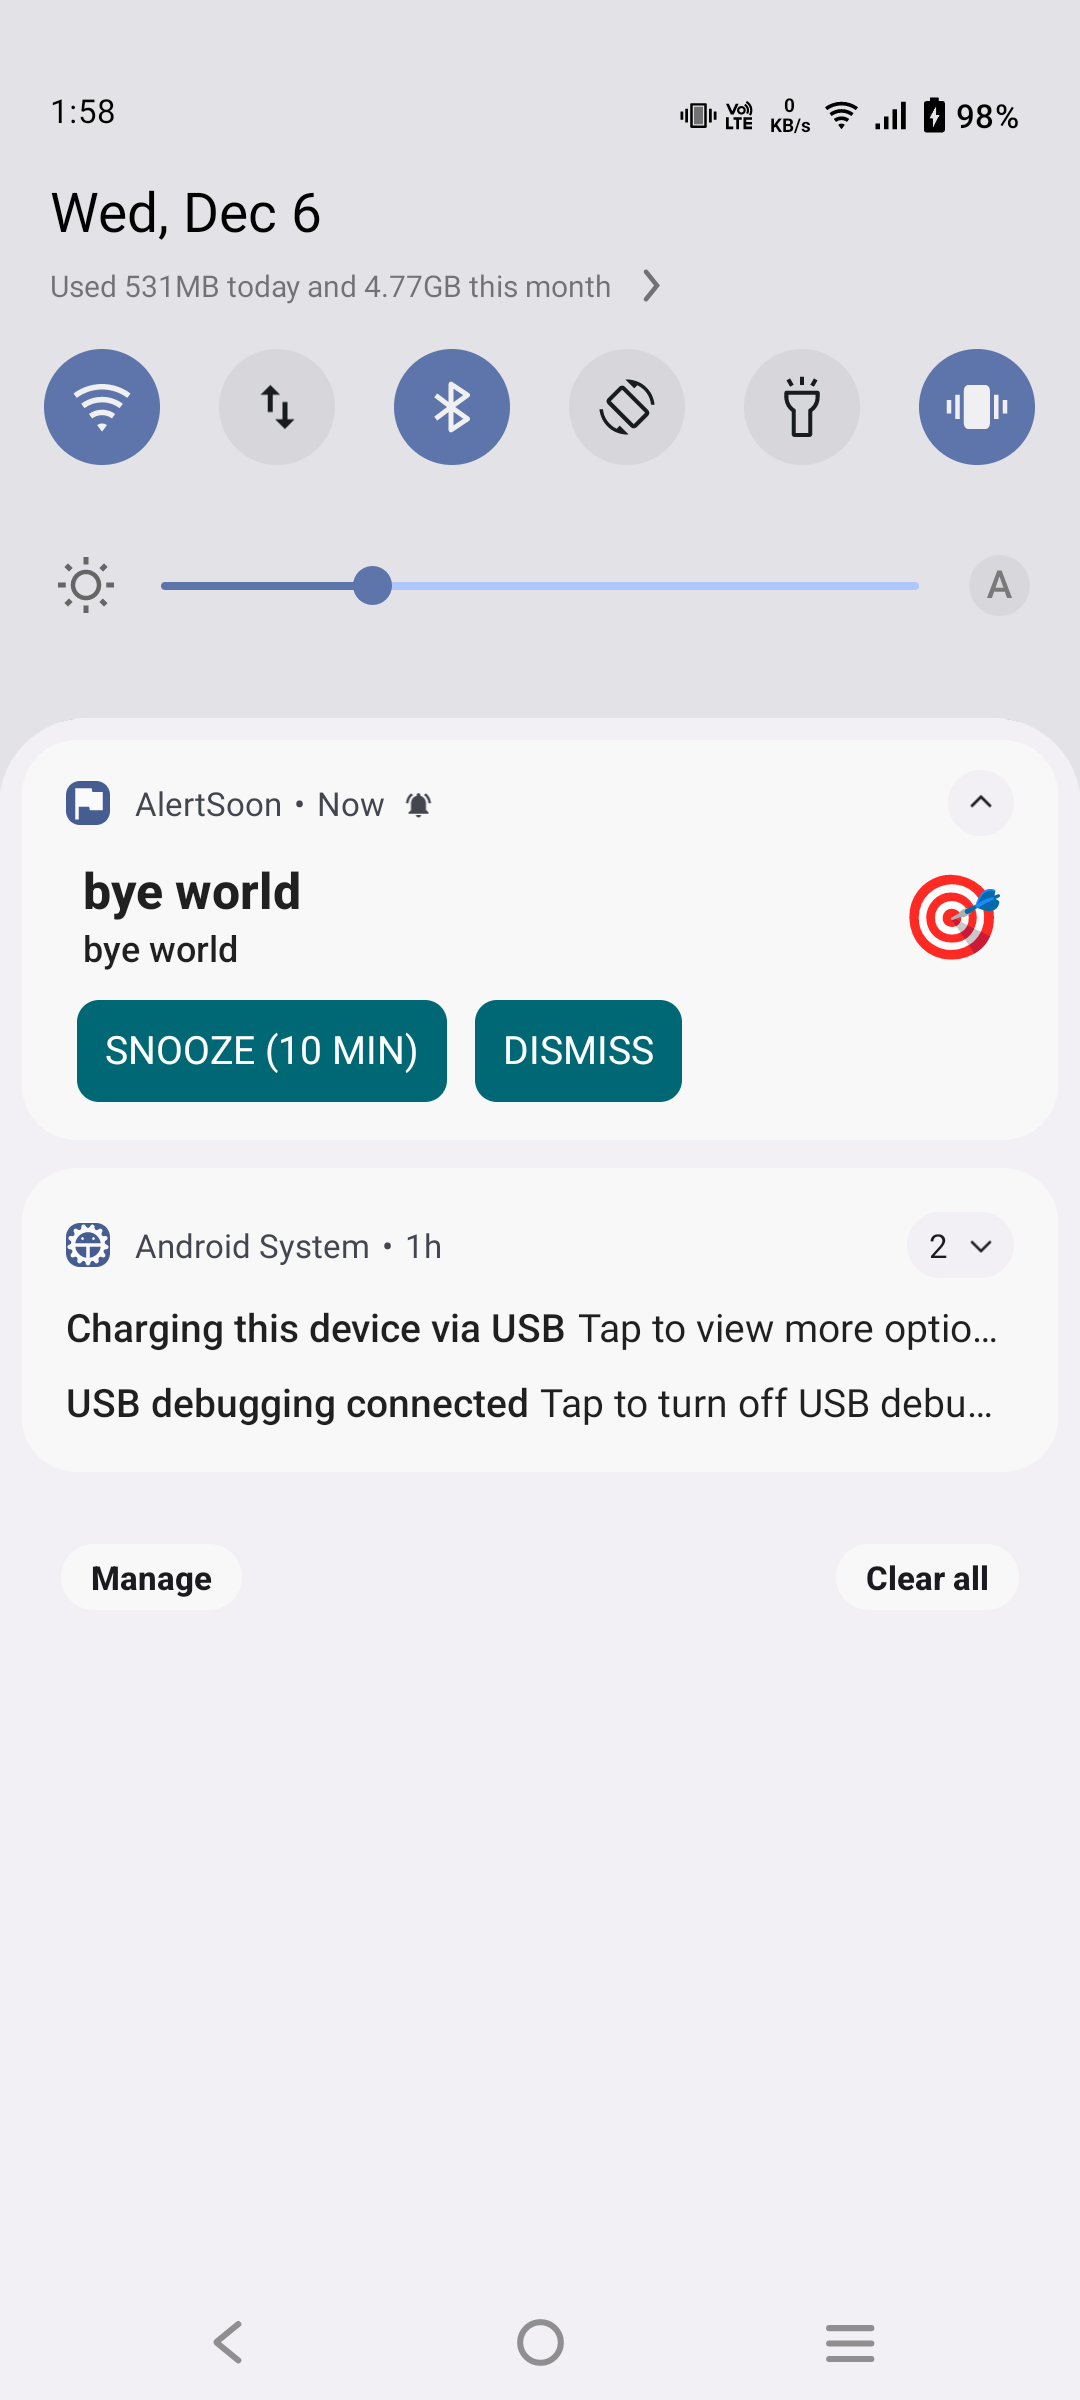 1:58
Vo) LTE
0 KB/s
98%
Wed, Dec 6
Used 531MB today and 4.77GB this month
A
AlertSoon • Now
bye world
bye world
SNOOZE (10 MIN) DISMISS
Android System • 1h
2
Charging this device via USB Tap to view more optio...
USB debugging connected Tap to turn off USB debu...
Manage Clear all